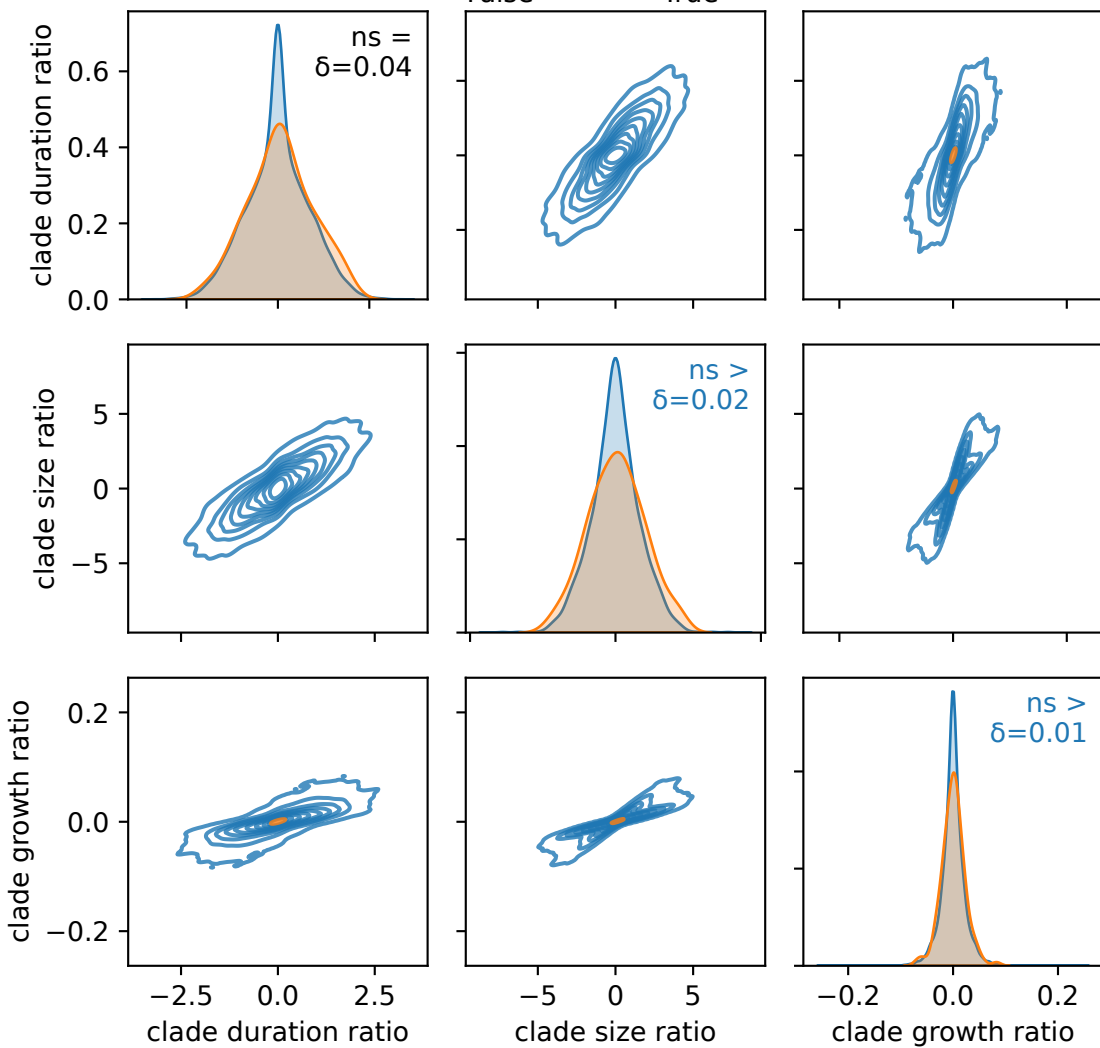 clade duration ratio
0.6
0.4
0.2
0.0
ns =
δ=0.04
clade size ratio
5
0
−5
ns >
δ=0.02
clade growth ratio
0.2
0.0
−0.2
ns >
δ=0.01
−2.5 0.0 2.5
−5 0 5
−0.2 0.0 0.2
clade duration ratio
clade size ratio
clade growth ratio